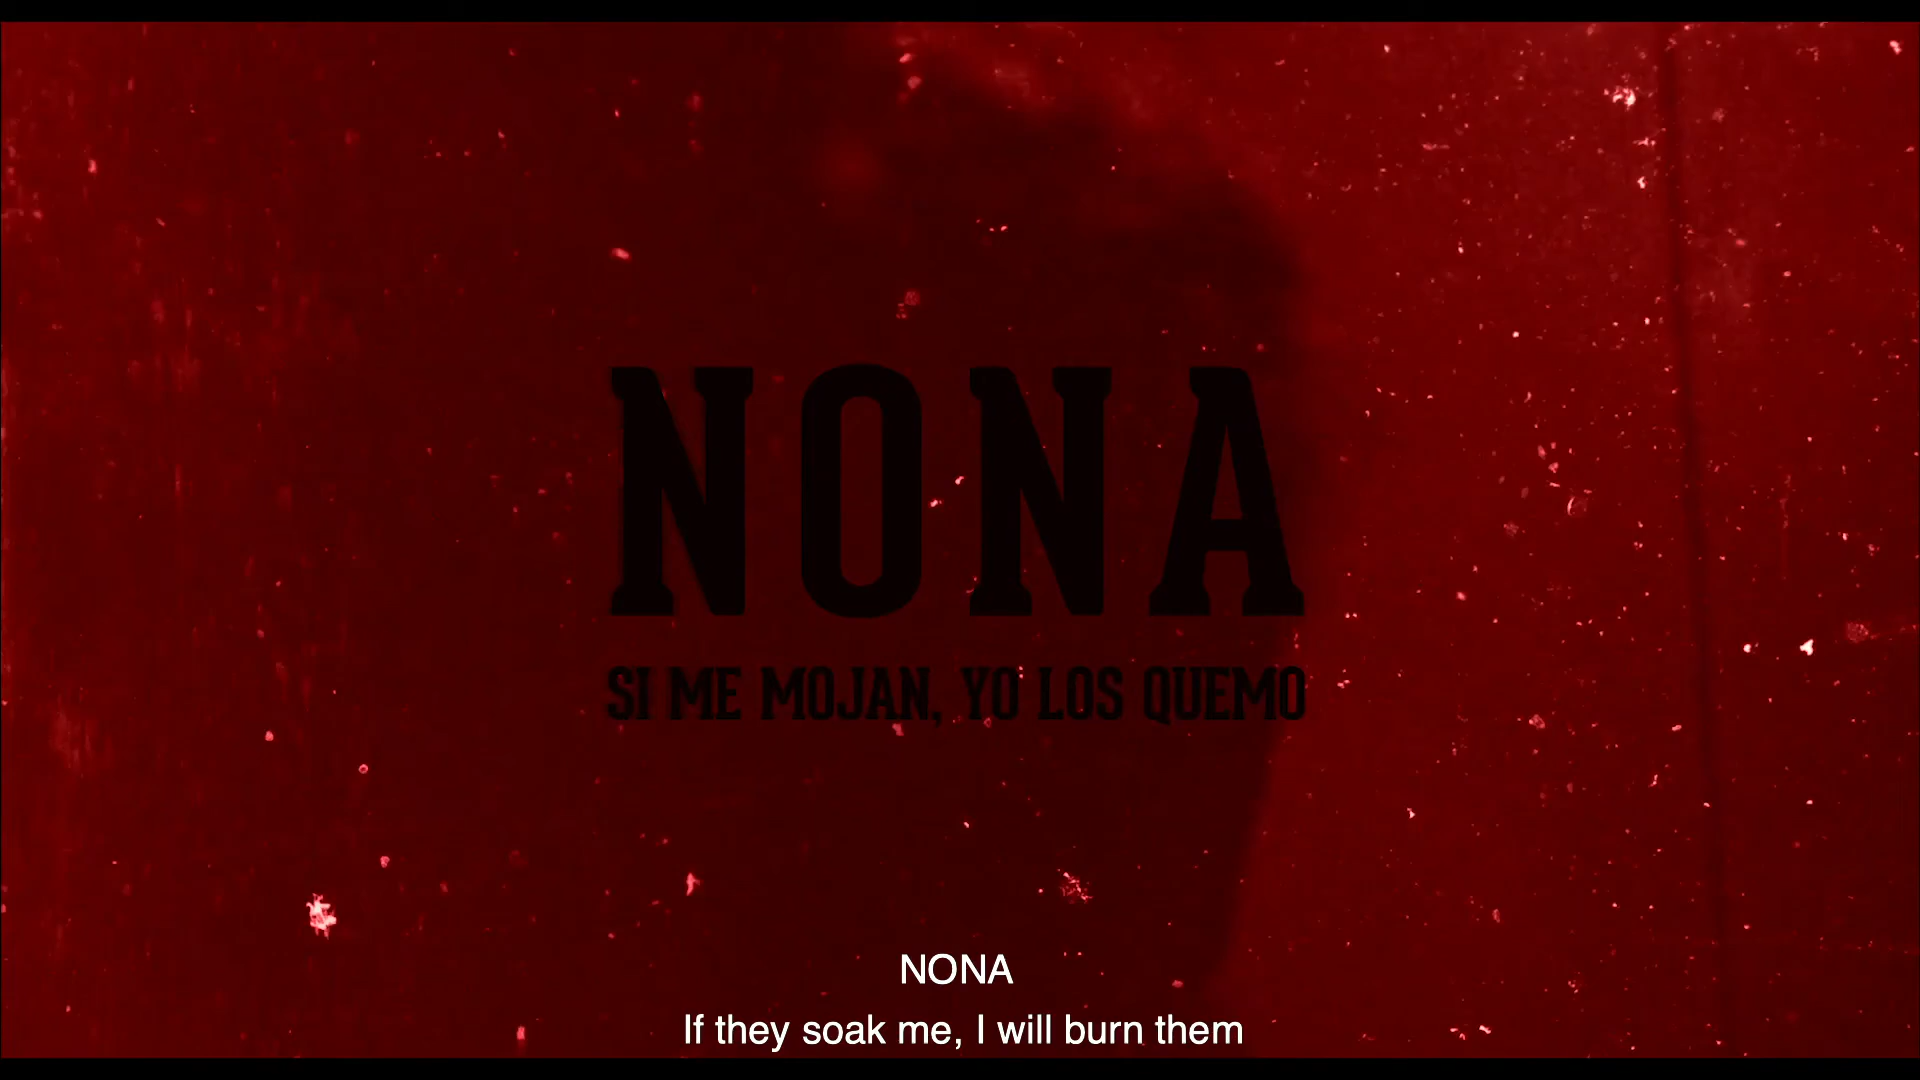 NONA
SI ME MOJAN, YO LOS QUEMO
NONA
If they soak me, I will burn them